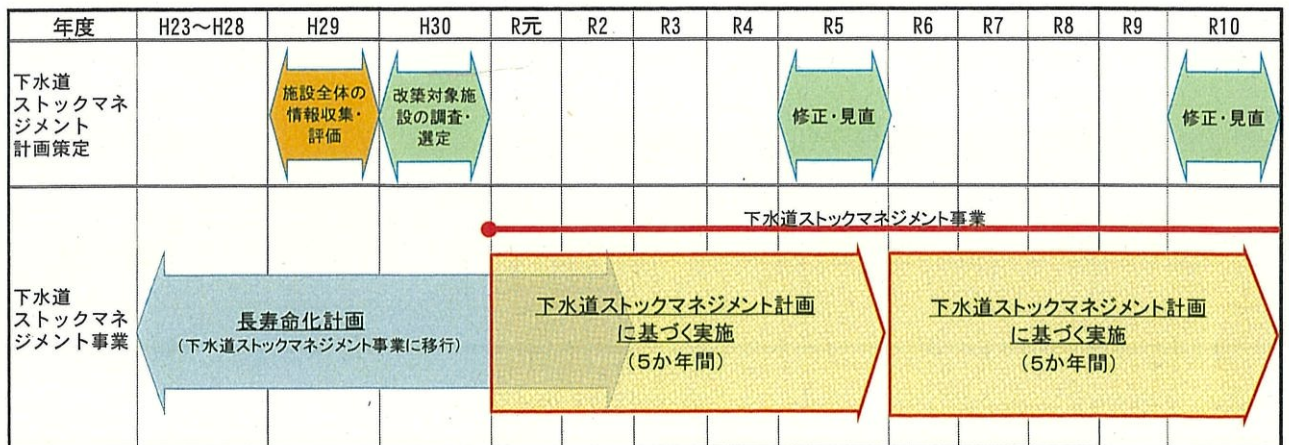 年度 H23～H28 H29 H30 R元 R2 R3 R4 R5 R6 R7 R8 R9 R10
下水道
ストックマネ
ジメント
計画策定
施設全体の
情報収集・
評価
改築対象施
設の調査・
選定
修正・見直
修正・見直
下水道ストックマネジメント事業
下水道
ストックマネ
ジメント事業
長寿命化計画
(下水道ストックマネジメント事業に移行)
下水道ストックマネジメント計画
に基づく実施
(5か年間)
下水道ストックマネジメント計画
に基づく実施
(5か年間)